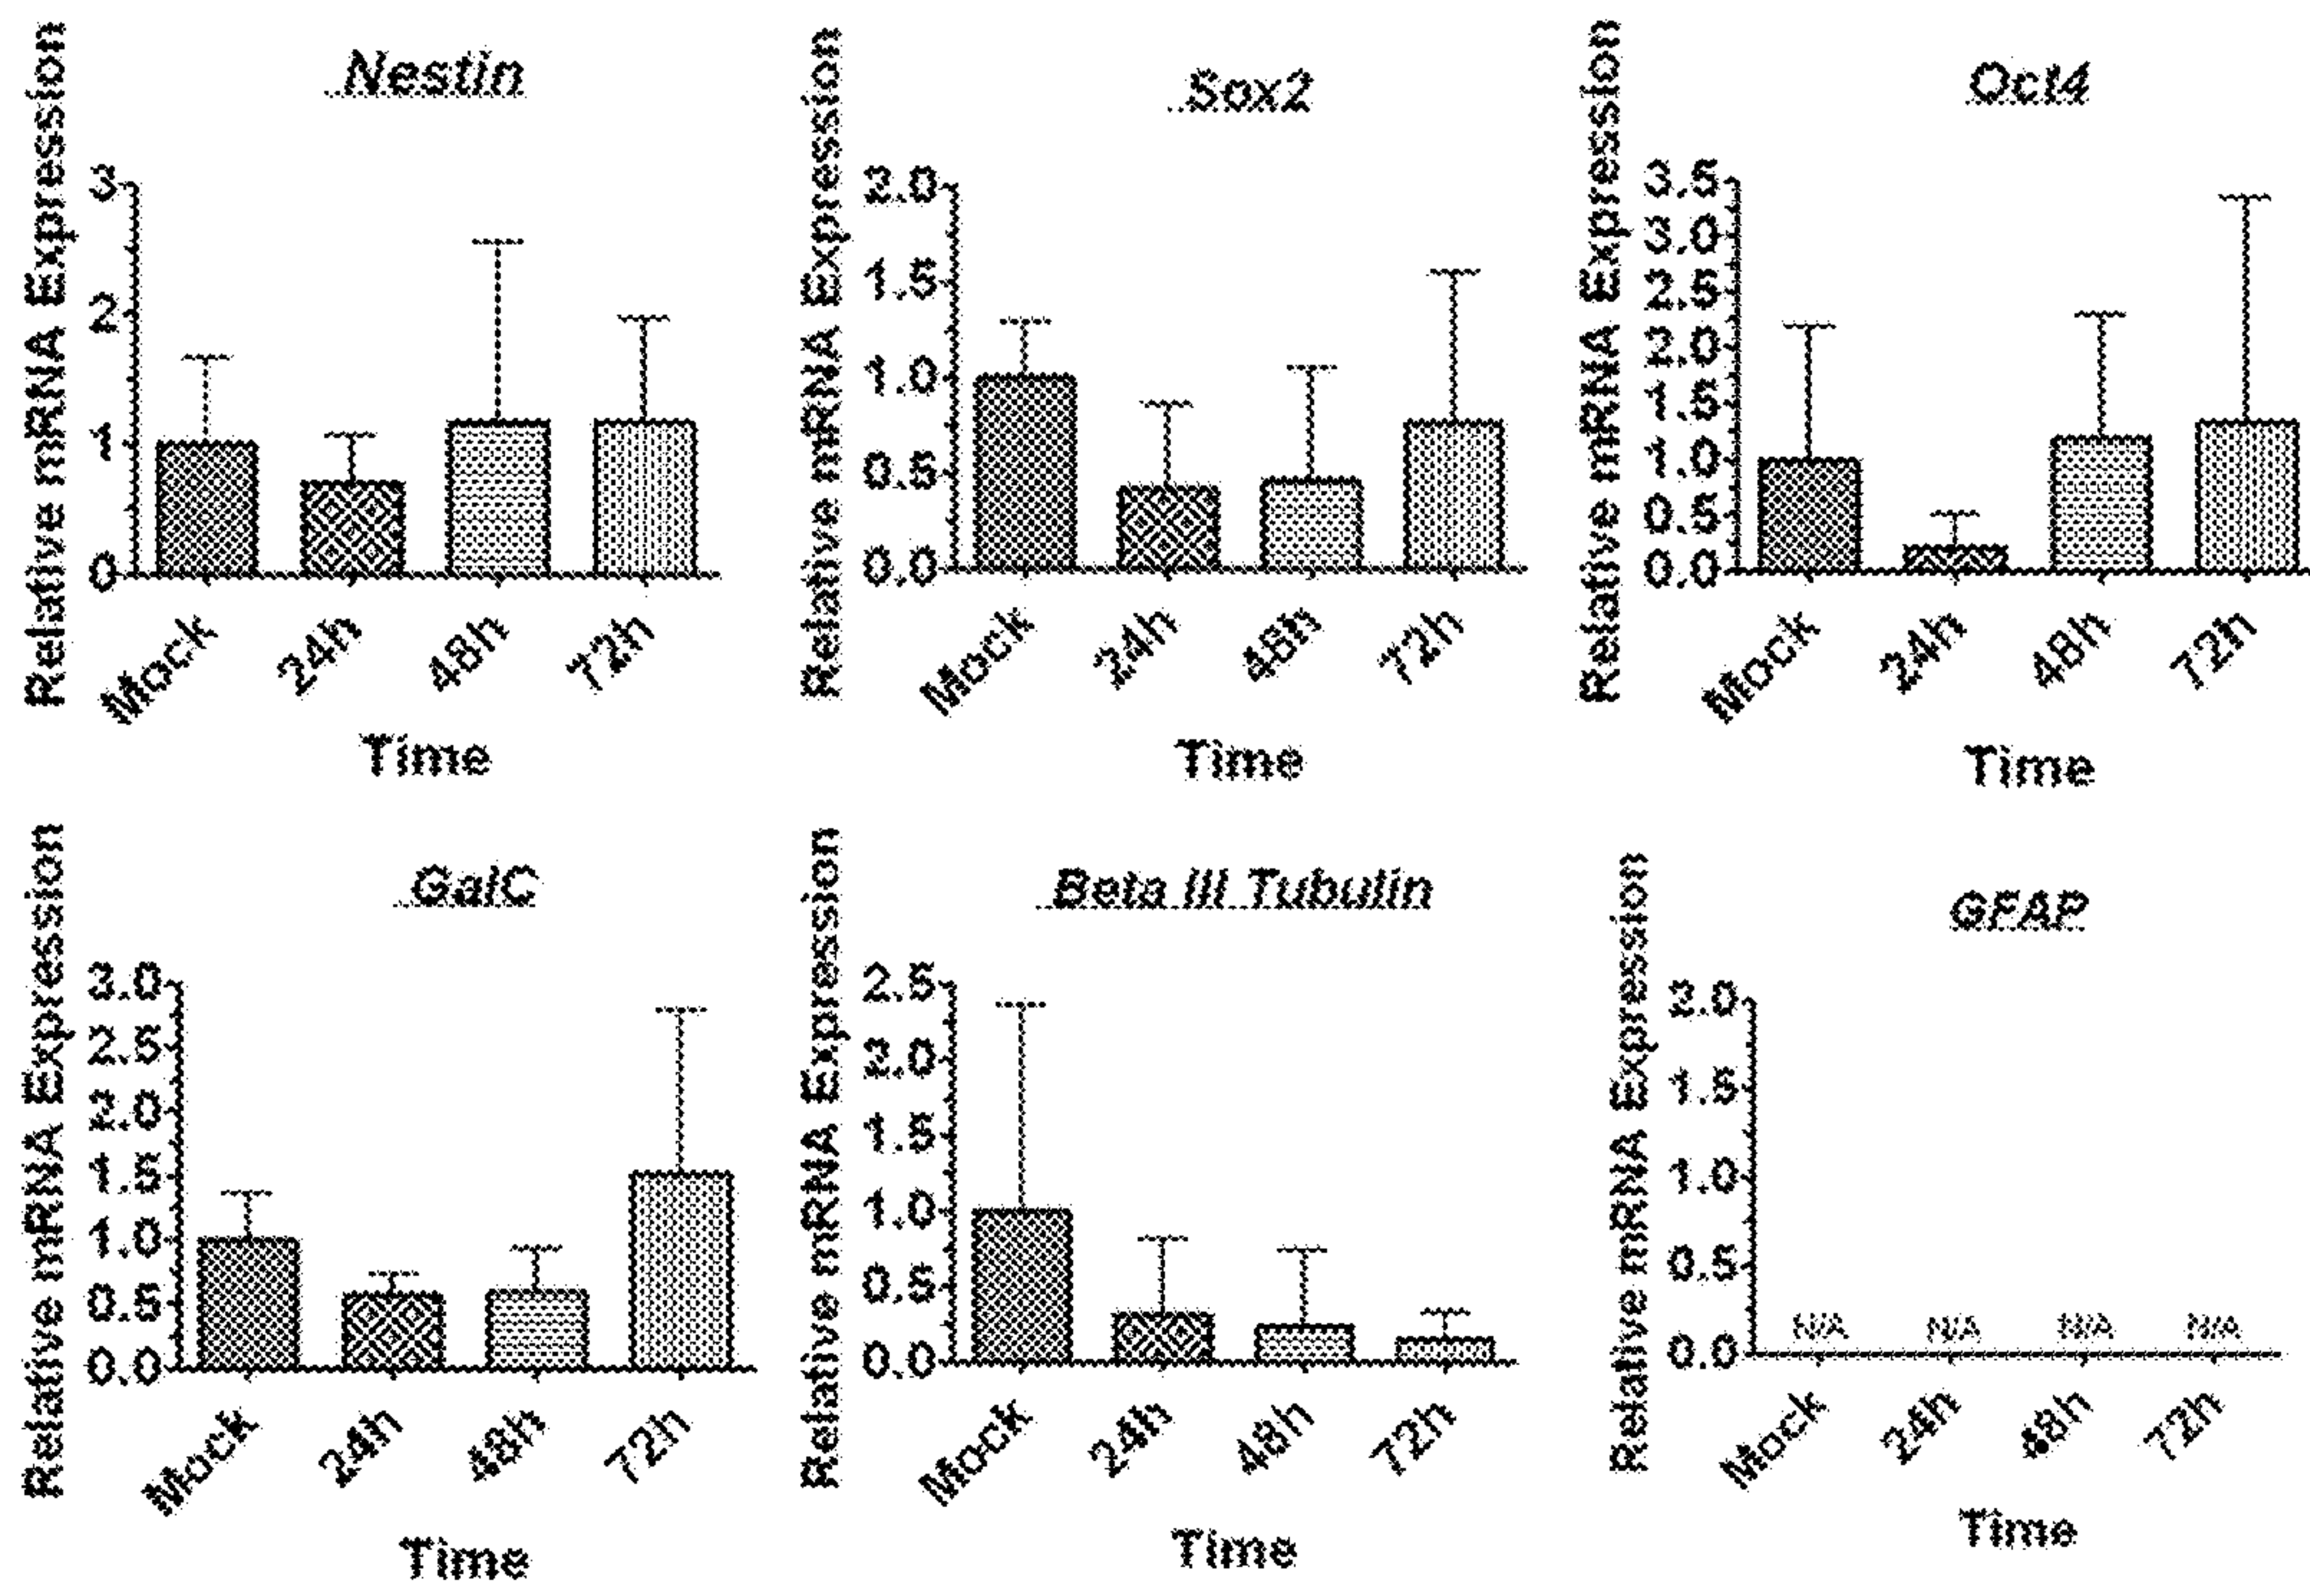 Nestin
Relative mRNA Expression
3
2
1
0
Mock
24h
48h
72h
Time
Sox2
Relative mRNA Expression
2.0
1.5
1.0
0.5
0.0
Mock
24h
48h
72h
Time
Oct4
Relative mRNA Expression
3.5
3.0
2.5
2.0
1.5
1.0
0.5
0.0
Mock
24h
48h
72h
Time
GalC
Relative mRNA Expression
3.0
2.5
2.0
1.5
1.0
0.5
0.0
Mock
24h
48h
72h
Time
Beta III Tubulin
Relative mRNA Expression
2.5
2.0
1.5
1.0
0.5
0.0
Mock
24h
48h
72h
Time
GFAP
Relative mRNA Expression
2.0
1.5
1.0
0.5
0.0
N/A N/A N/A N/A
Mock
24h
48h
72h
Time